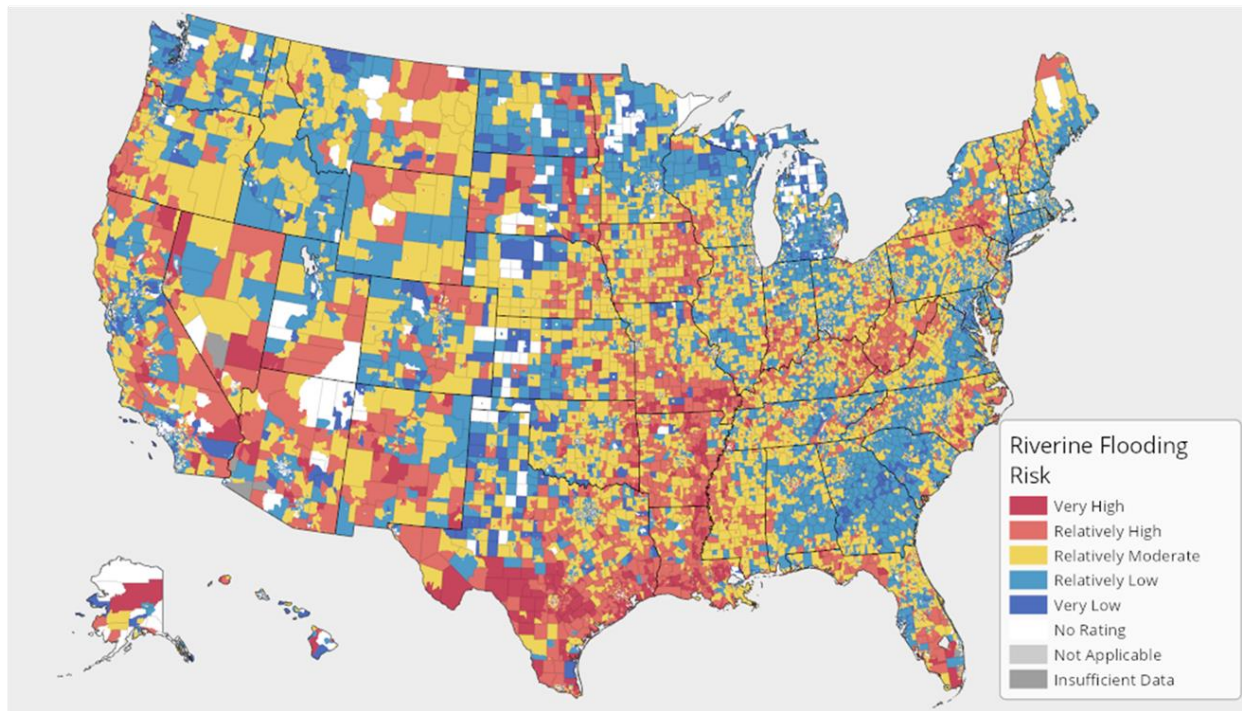 Riverine Flooding
Risk
Very High
Relatively High
Relatively Moderate
Relatively Low
Very Low
No Rating
Not Applicable
Insufficient Data